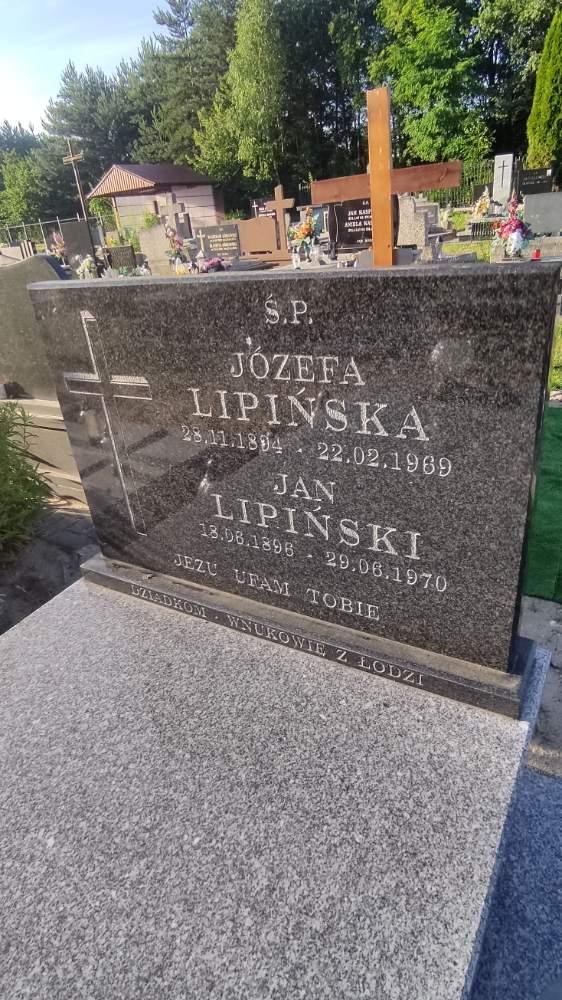 Ś.P.
JÓZEFA
LIPIŃSKA
28.11.1894 - 22.02.1969
JAN
LIPIŃSKI
18.06.1896 - 29.06.1970
JEZU UFAM TOBIE
DZIADKOM - WNUKOWIE Z ŁODZI
JAN